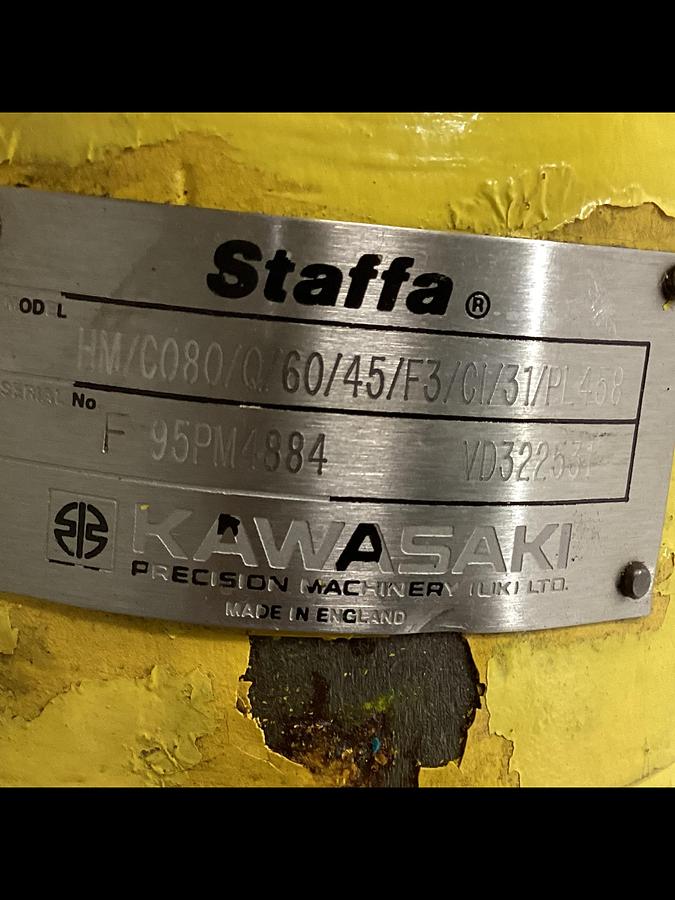 Staffa®
MODEL
HM/C080/Q/60/45/F3/CI/31/PL458
SERIAL No
F 95PM4884 VD32253
KAWASAKI
PRECISION MACHINERY (UK) LTD.
MADE IN ENGLAND